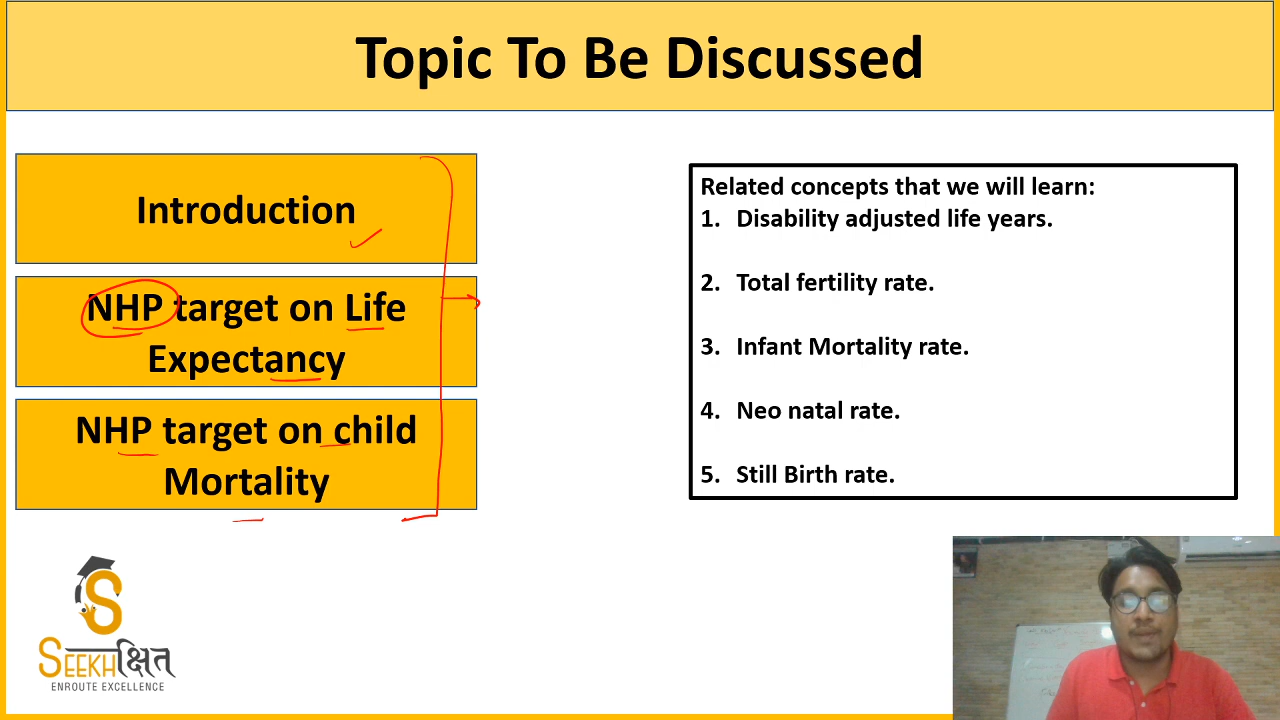 Topic To Be Discussed
Introduction
NHP target on Life
Expectancy
NHP target on child
Mortality
Related concepts that we will learn:
1. Disability adjusted life years.
2. Total fertility rate.
3. Infant Mortality rate.
4. Neo natal rate.
5. Still Birth rate.
S
SEEKHक्षित
ENROUTE EXCELLENCE